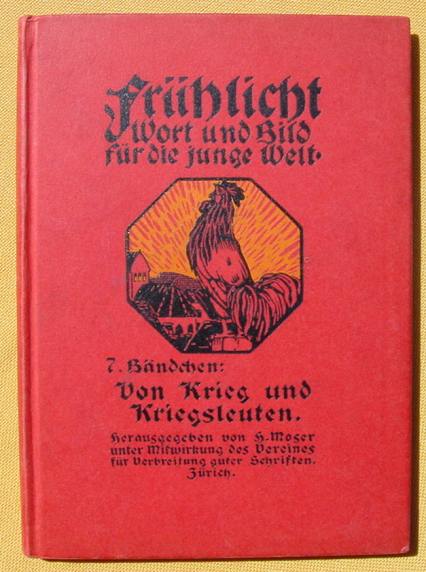 Frühlicht
Wort und Bild
für die junge Welt.
7. Bändchen:
Von Krieg und
Kriegsleuten.
Herausgegeben von H. Moser
unter Mitwirkung des Vereines
für Verbreitung guter Schriften.
Zürich.